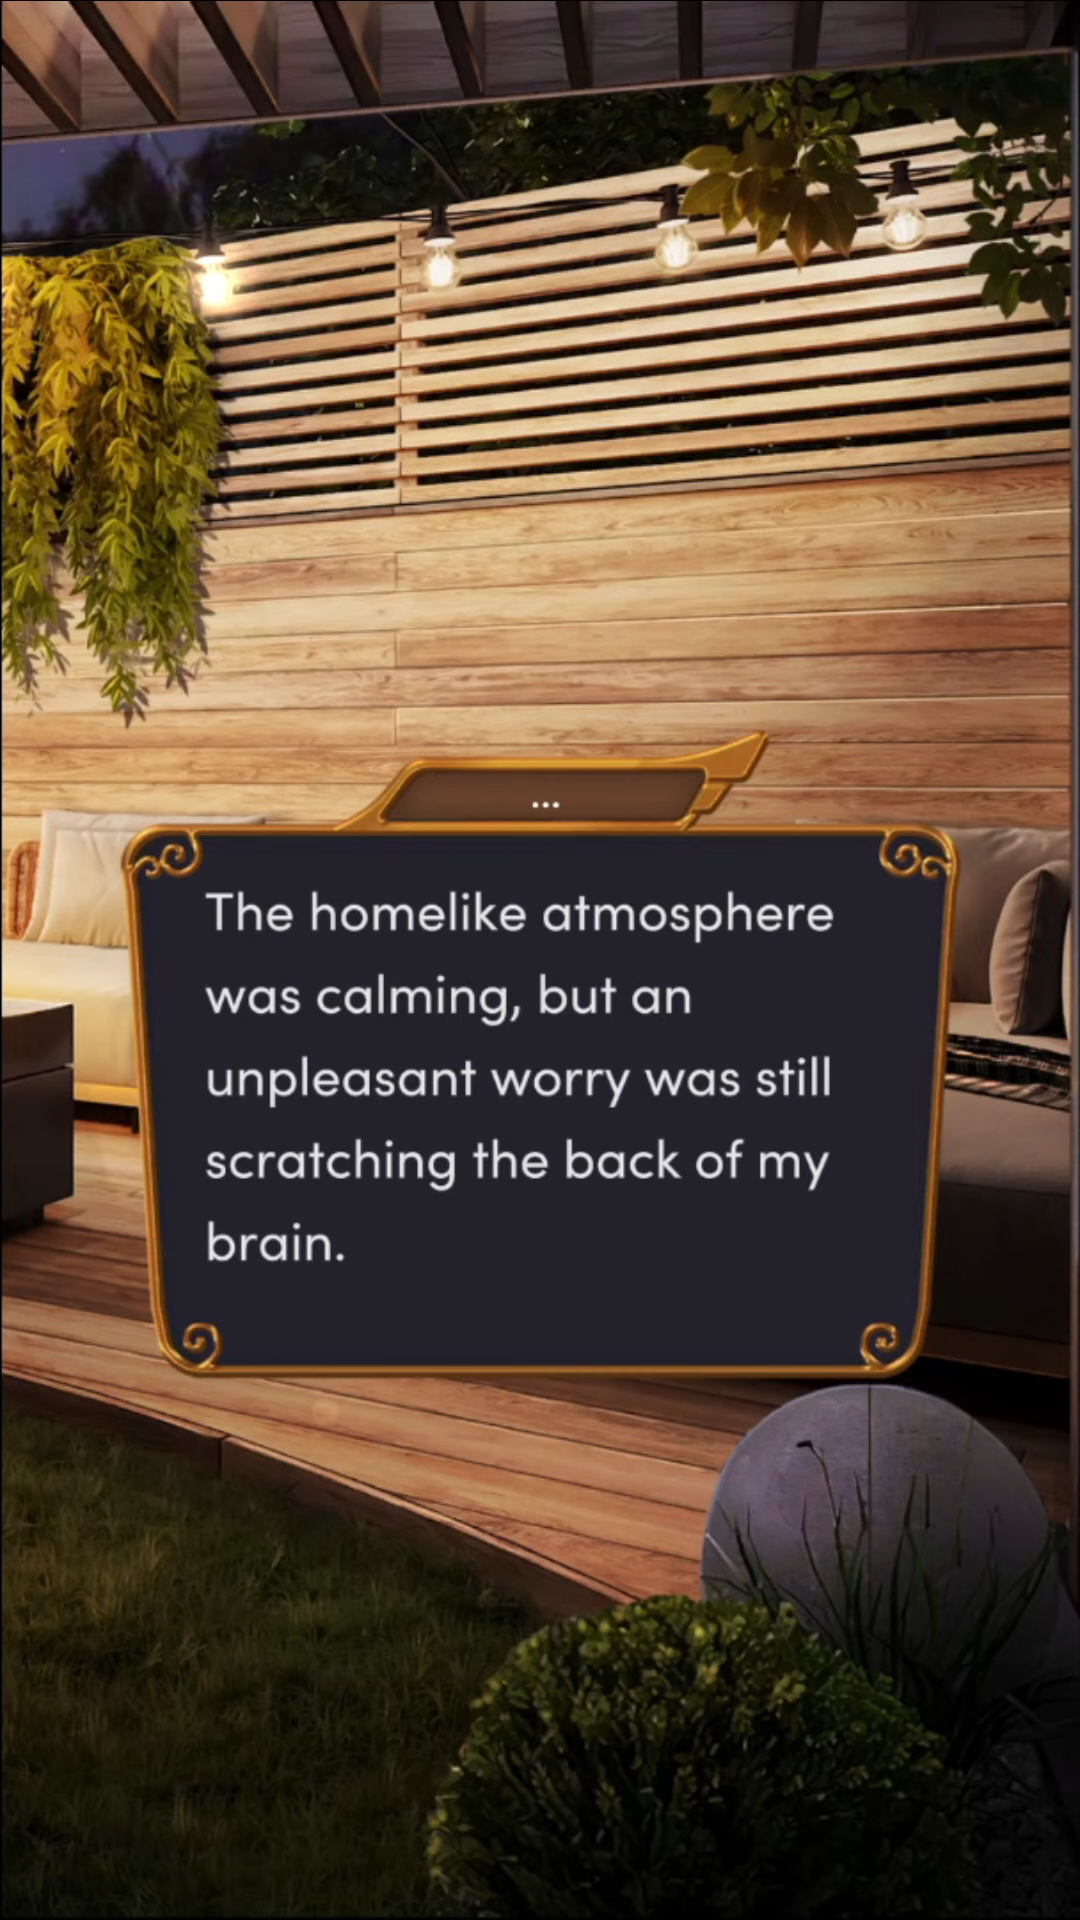 ...
The homelike atmosphere
was calming, but an
unpleasant worry was still
scratching the back of my
brain.